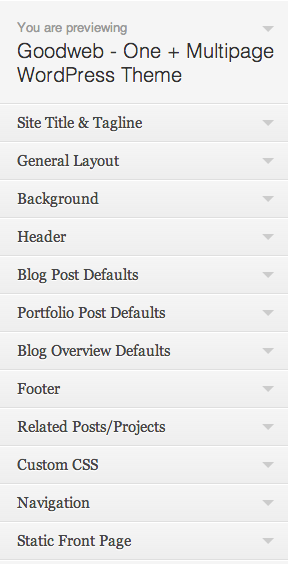 You are previewing
Goodweb - One + Multipage
WordPress Theme
Site Title & Tagline
General Layout
Background
Header
Blog Post Defaults
Portfolio Post Defaults
Blog Overview Defaults
Footer
Related Posts/Projects
Custom CSS
Navigation
Static Front Page